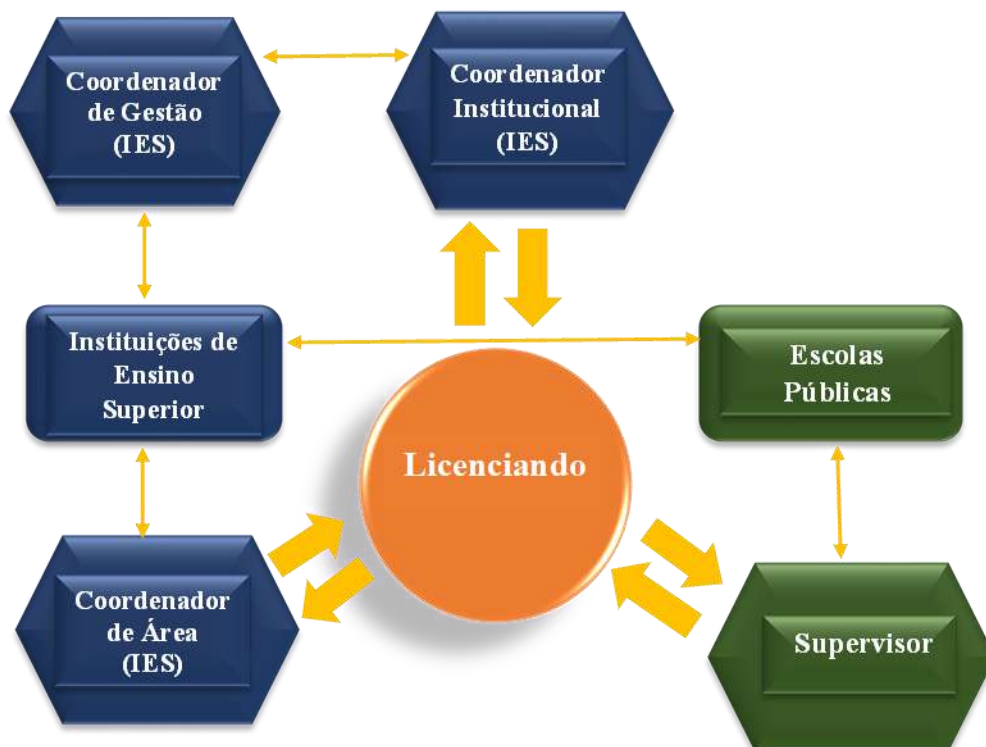 Coordenador
de Gestão
(IES)
Coordenador
Institucional
(IES)
Instituições de
Ensino
Superior
Escolas
Públicas
Licenciando
Coordenador
de Área
(IES)
Supervisor